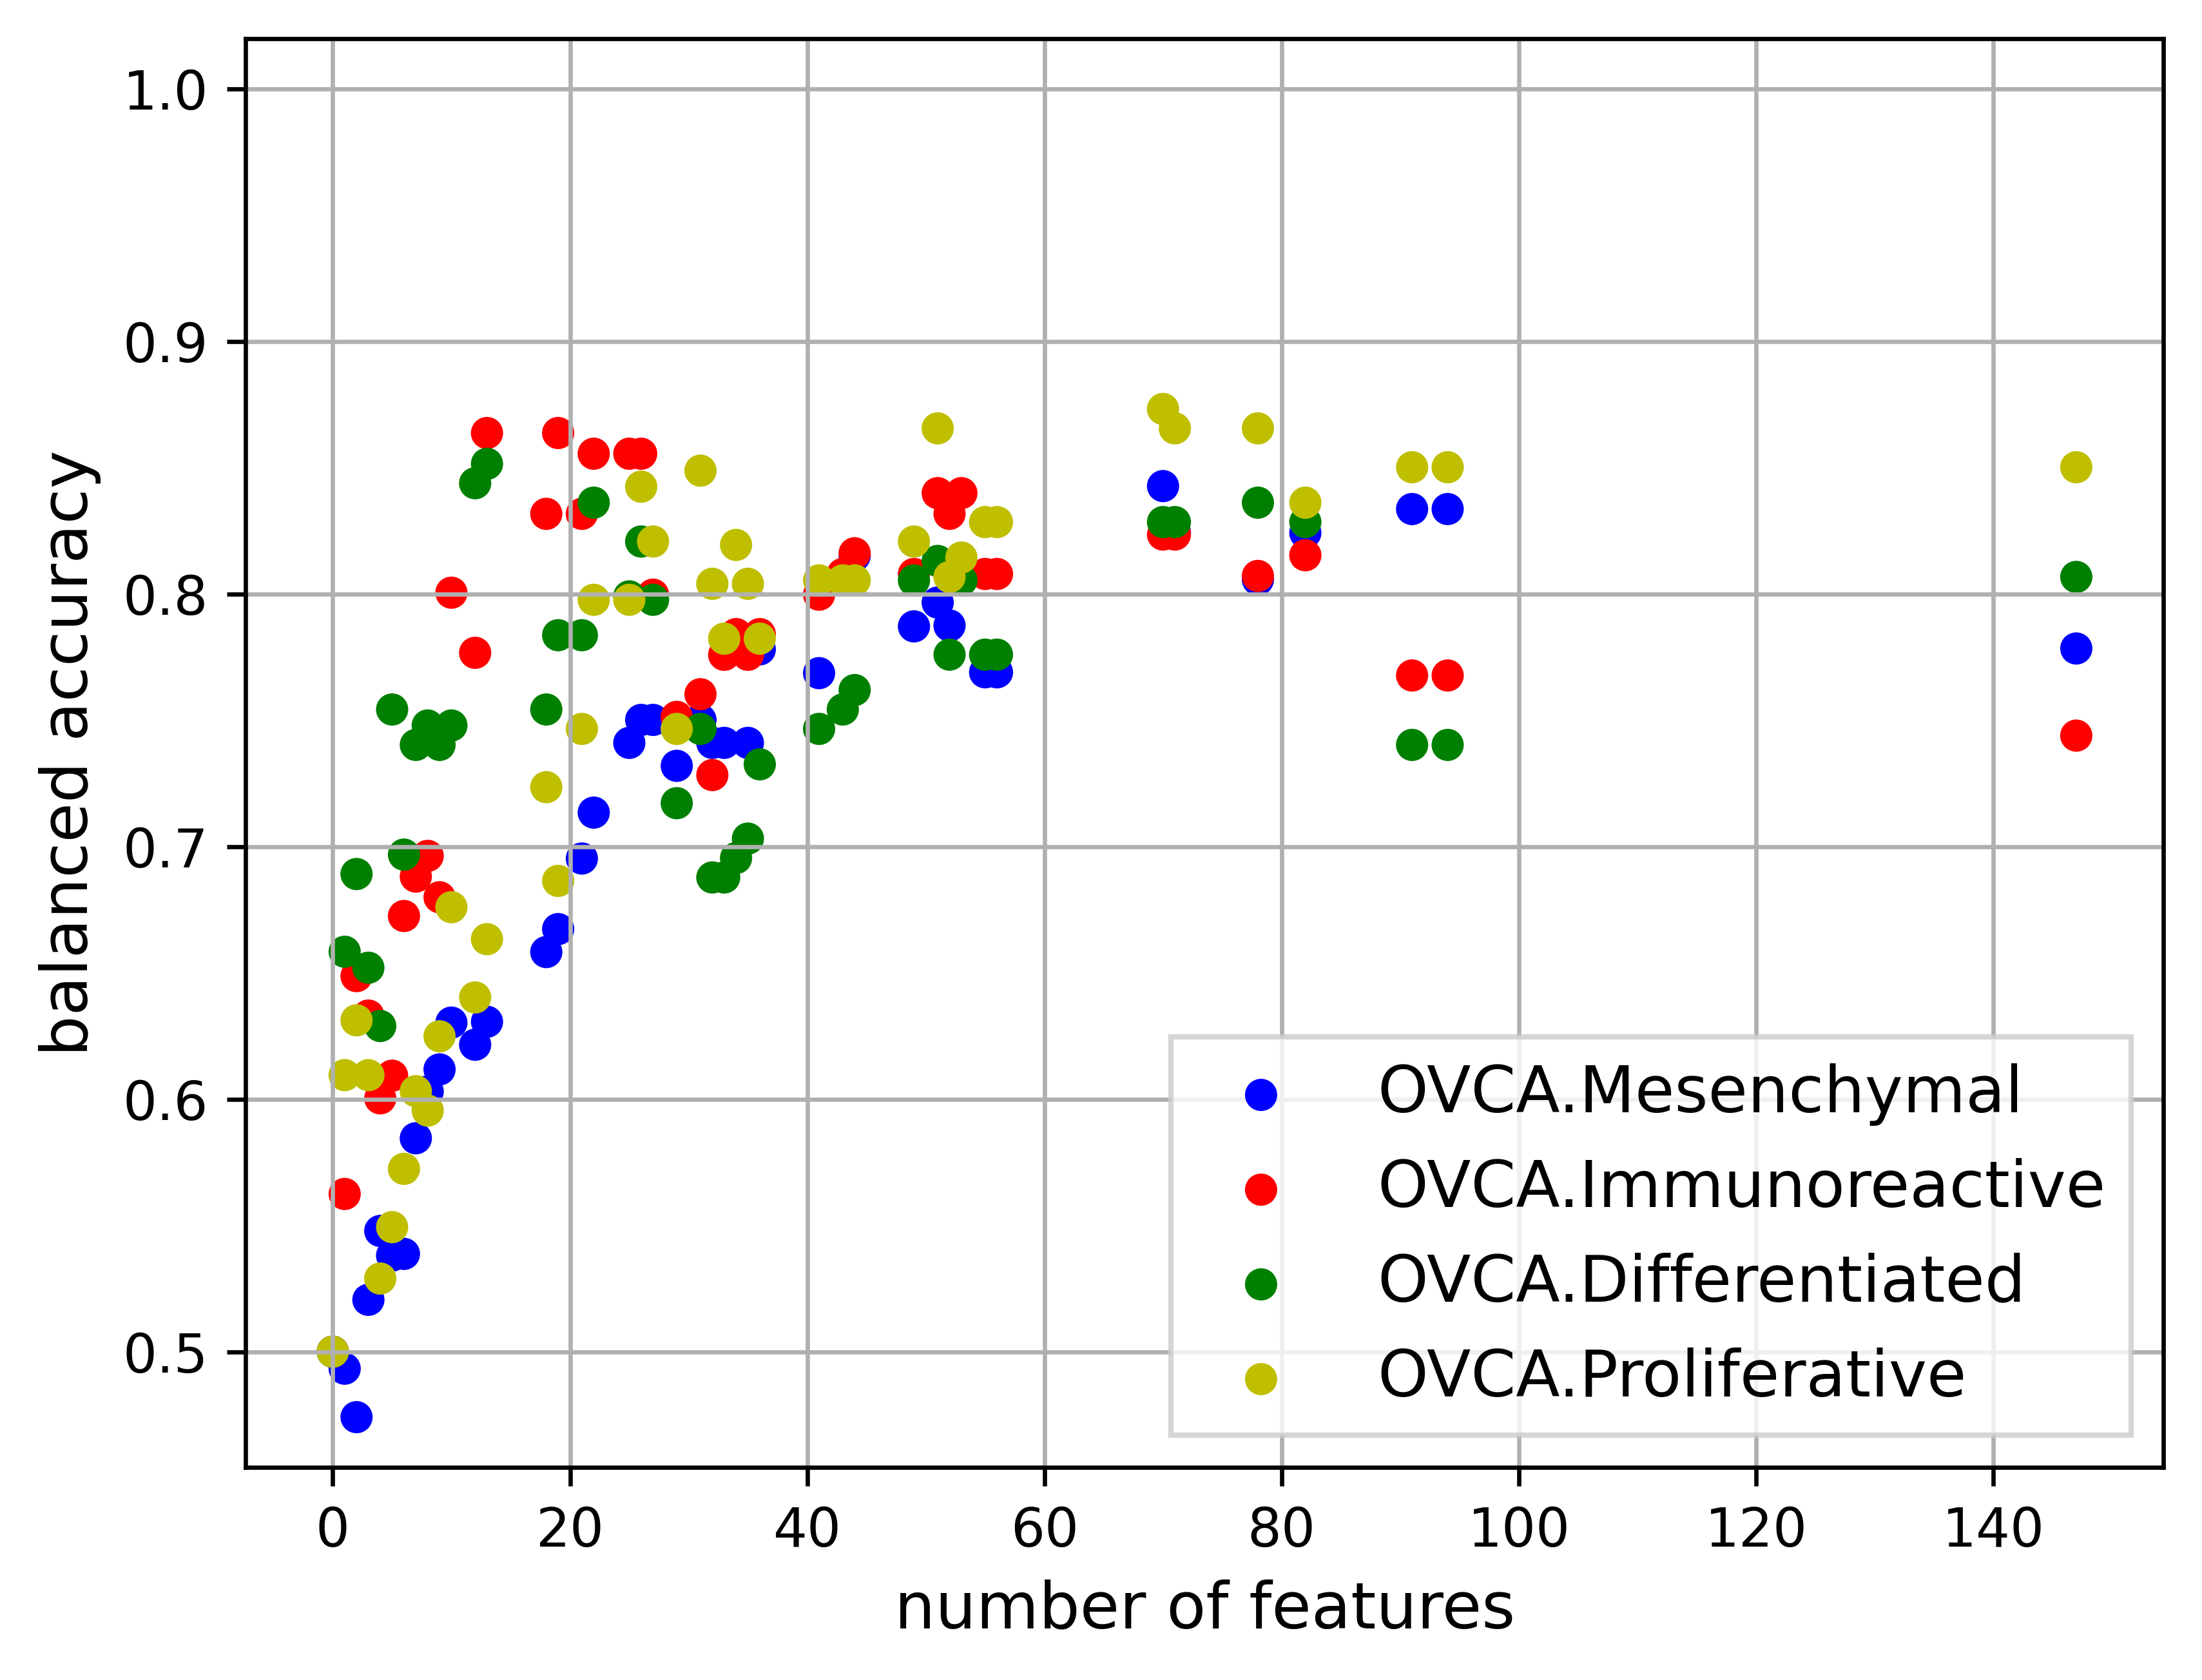 1.0
0.9
0.8
0.7
0.6
0.5
balanced accuracy
OVCA.Mesenchymal
OVCA.Immunoreactive
OVCA.Differentiated
OVCA.Proliferative
0 20 40 60 80 100 120 140
number of features